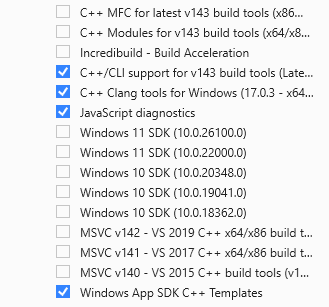 C++ MFC for latest v143 build tools (x86...
C++ Modules for v143 build tools (x64/x8...
Incredibuild - Build Acceleration
C++/CLI support for v143 build tools (Late...
C++ Clang tools for Windows (17.0.3 - x64...
JavaScript diagnostics
Windows 11 SDK (10.0.26100.0)
Windows 11 SDK (10.0.22000.0)
Windows 10 SDK (10.0.20348.0)
Windows 10 SDK (10.0.19041.0)
Windows 10 SDK (10.0.18362.0)
MSVC v142 - VS 2019 C++ x64/x86 build t...
MSVC v141 - VS 2017 C++ x64/x86 build t...
MSVC v140 - VS 2015 C++ build tools (v1...
Windows App SDK C++ Templates